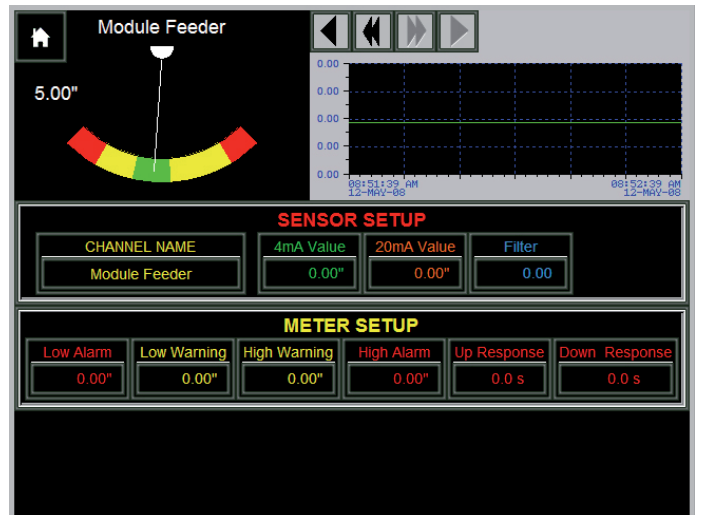 Module Feeder
5.00"
0.00
0.00
0.00
0.00
0.00
08:51:39 AM
12-MAY-08
08:52:39 AM
12-MAY-08
SENSOR SETUP
CHANNEL NAME
Module Feeder
4mA Value
0.00"
20mA Value
0.00"
Filter
0.00
METER SETUP
Low Alarm
0.00"
Low Warning
0.00"
High Warning
0.00"
High Alarm
0.00"
Up Response
0.0 s
Down Response
0.0 s